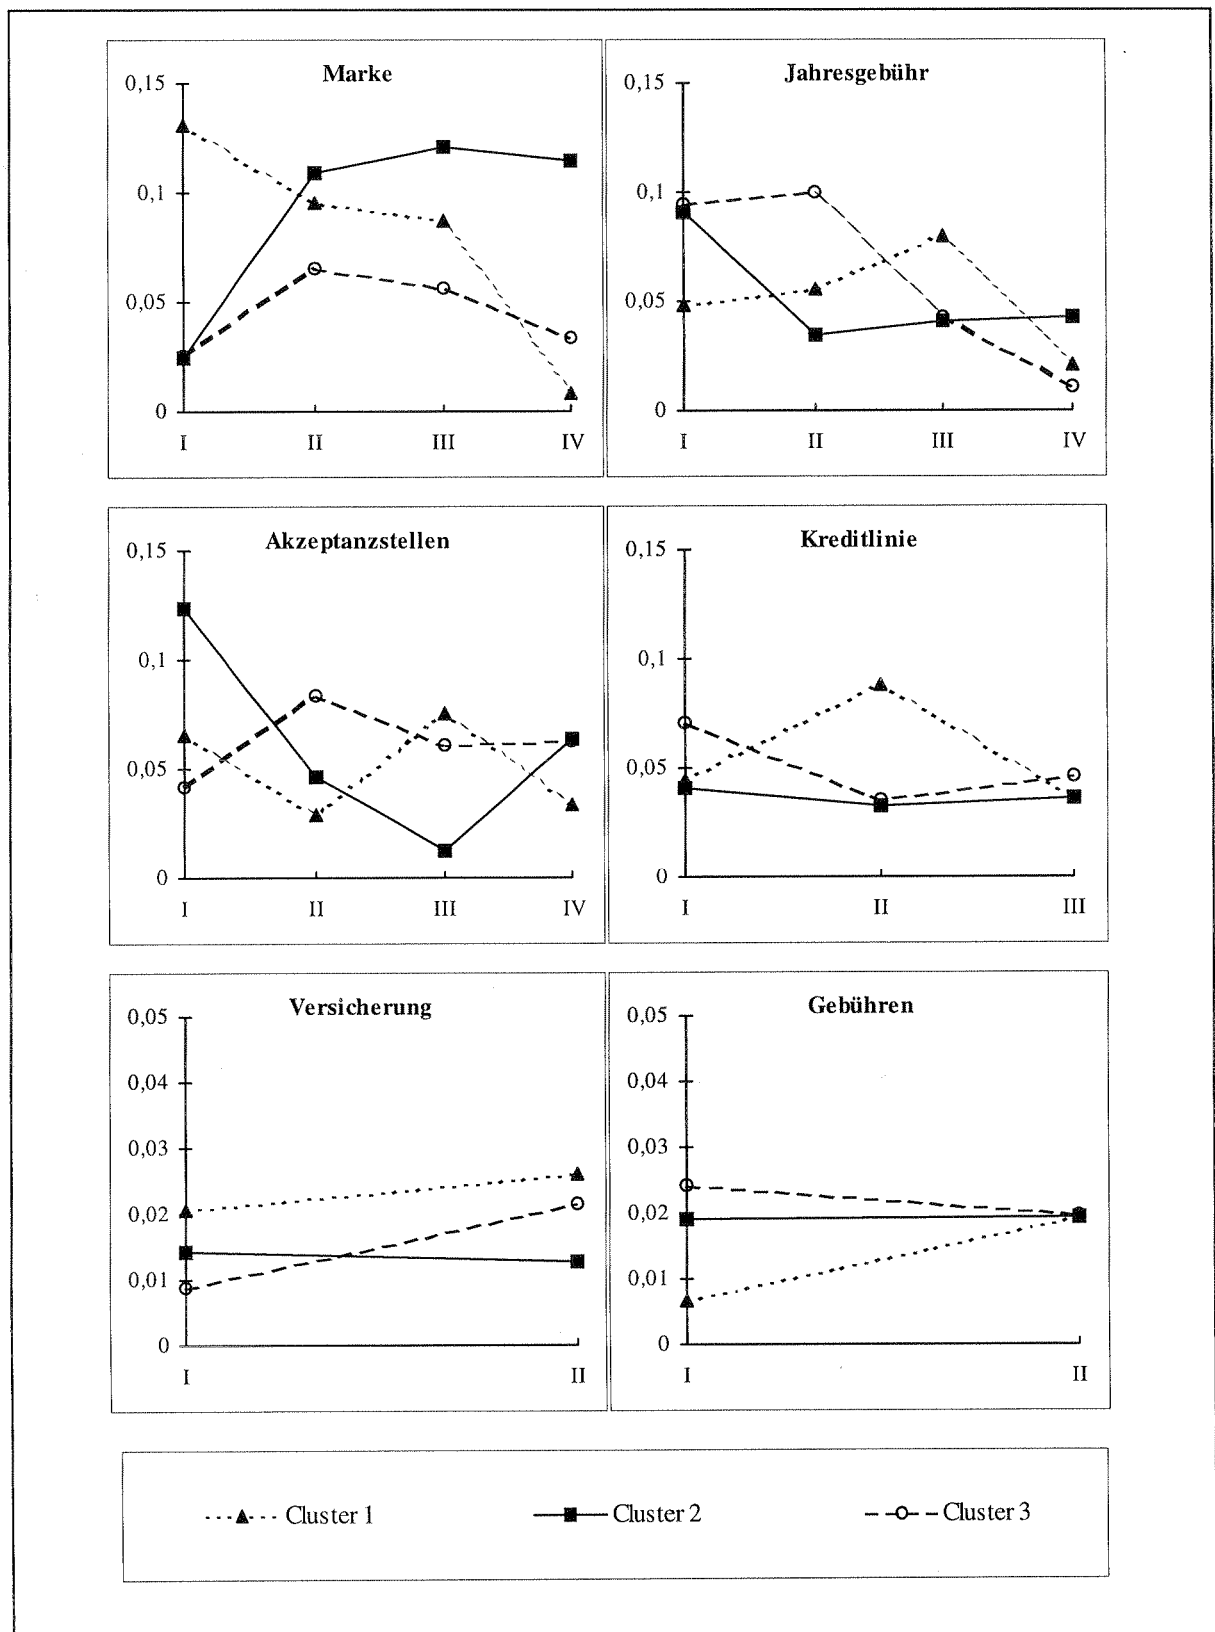 Marke
0,15
0,1
0,05
0
I II III IV
Jahresgebühr
0,15
0,1
0,05
0
I II III IV
Akzeptanzstellen
0,15
0,1
0,05
0
I II III IV
Kreditlinie
0,15
0,1
0,05
0
I II III
Versicherung
0,05
0,04
0,03
0,02
0,01
0
I II
Gebühren
0,05
0,04
0,03
0,02
0,01
0
I II
Cluster 1 Cluster 2 Cluster 3